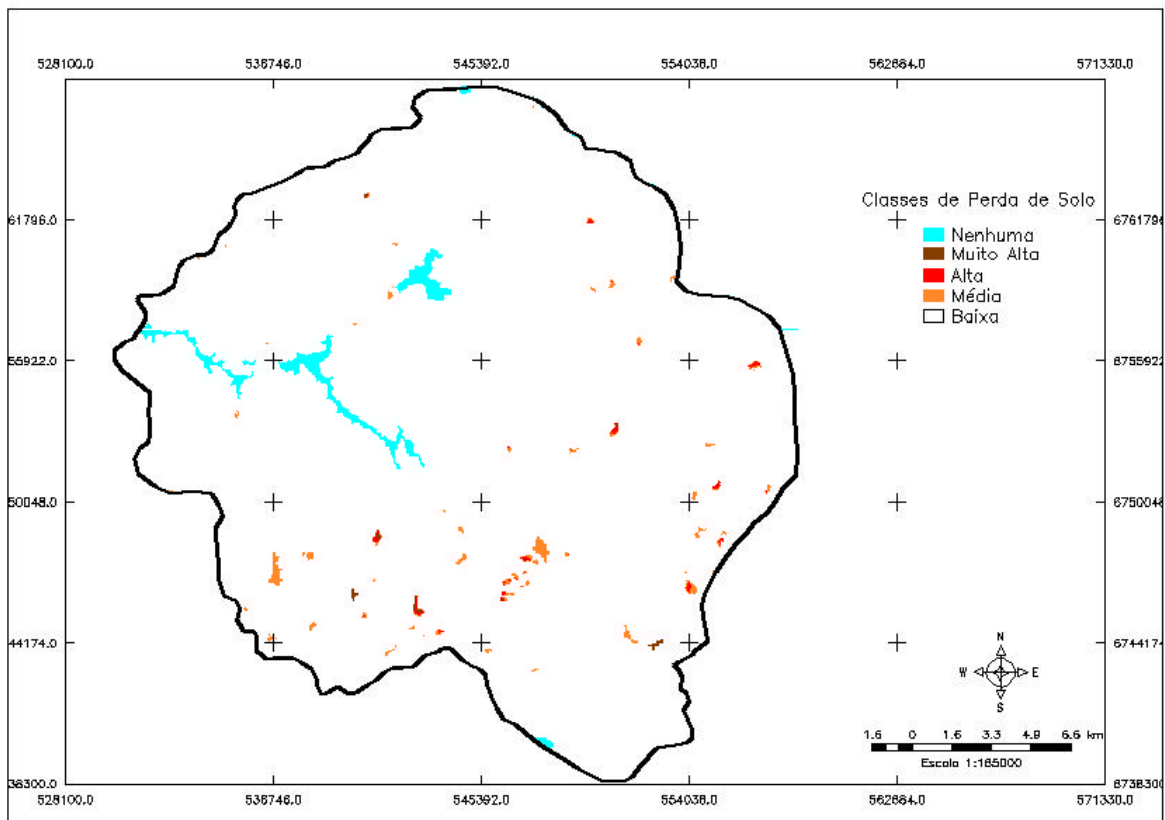 528100.0 536746.0 545392.0 554038.0 562684.0 571330.0
61796.0 6761796
Classes de Perda de Solo
Nenhuma
Muito Alta
Alta
Média
Baixa
55922.0 6755922
50048.0 6750048
44174.0 6744174
N
W E
S
1.6 0 1.6 3.3 4.9 6.6 km
Escala 1:165000
38300.0 6738300
528100.0 536746.0 545392.0 554038.0 562684.0 571330.0